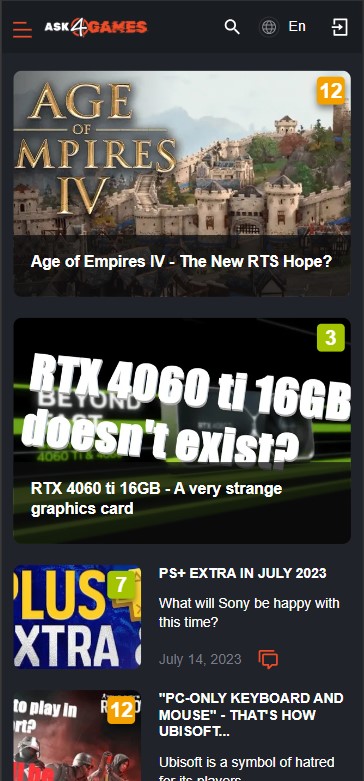 ASK4GAMES
En
12
AGE
OF
MPIRES
IV
Age of Empires IV - The New RTS Hope?
3
RTX 4060 ti 16GB
BEYOND
doesn't exist?
RTX 4060 ti 16GB - A very strange
graphics card
7
PLUS
XTRA
PS+ EXTRA IN JULY 2023
What will Sony be happy with
this time?
July 14, 2023
12
to play in
rt?
"PC-ONLY KEYBOARD AND
MOUSE" - THAT'S HOW
UBISOFT...
Ubisoft is a symbol of hatred
for its players